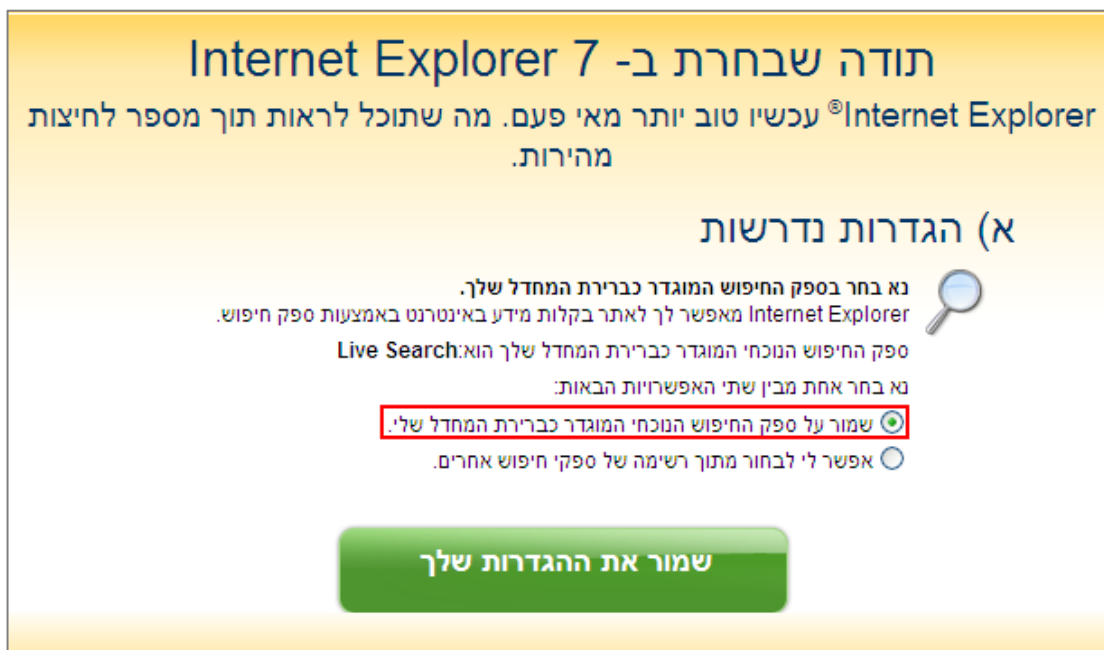 תודה שבחרת ב- Internet Explorer 7
Internet Explorer® עכשיו טוב יותר מאי פעם. מה שתוכל לראות תוך מספר לחיצות
מהירות.
א) הגדרות נדרשות
נא בחר בספק החיפוש המוגדר כברירת המחדל שלך.
Internet Explorer מאפשר לך לאתר בקלות מידע באינטרנט באמצעות ספק חיפוש.
ספק החיפוש הנוכחי המוגדר כברירת המחדל שלך הוא:Live Search
נא בחר אחת מבין שתי האפשרויות הבאות:
שמור על ספק החיפוש הנוכחי המוגדר כברירת המחדל שלי.
אפשר לי לבחור מתוך רשימה של ספקי חיפוש אחרים.
שמור את ההגדרות שלך